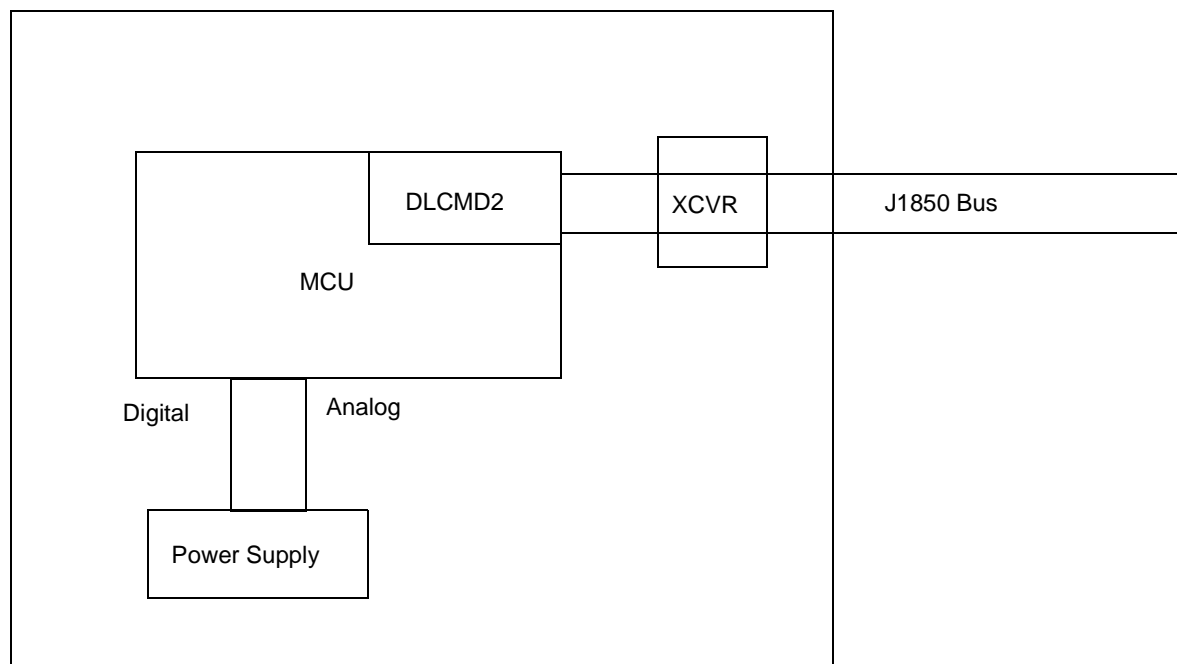 DLCMD2
XCVR
J1850 Bus
MCU
Digital
Analog
Power Supply